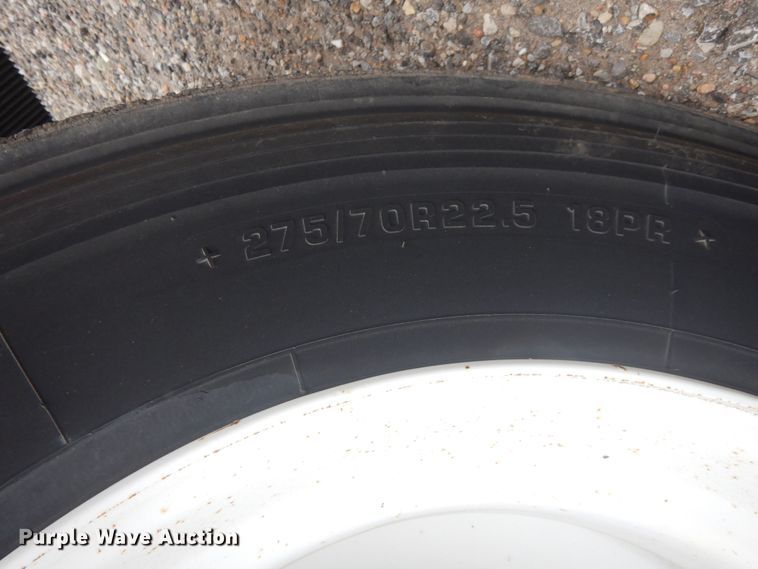 + 275/70R22.5 18PR +
Purple Wave Auction